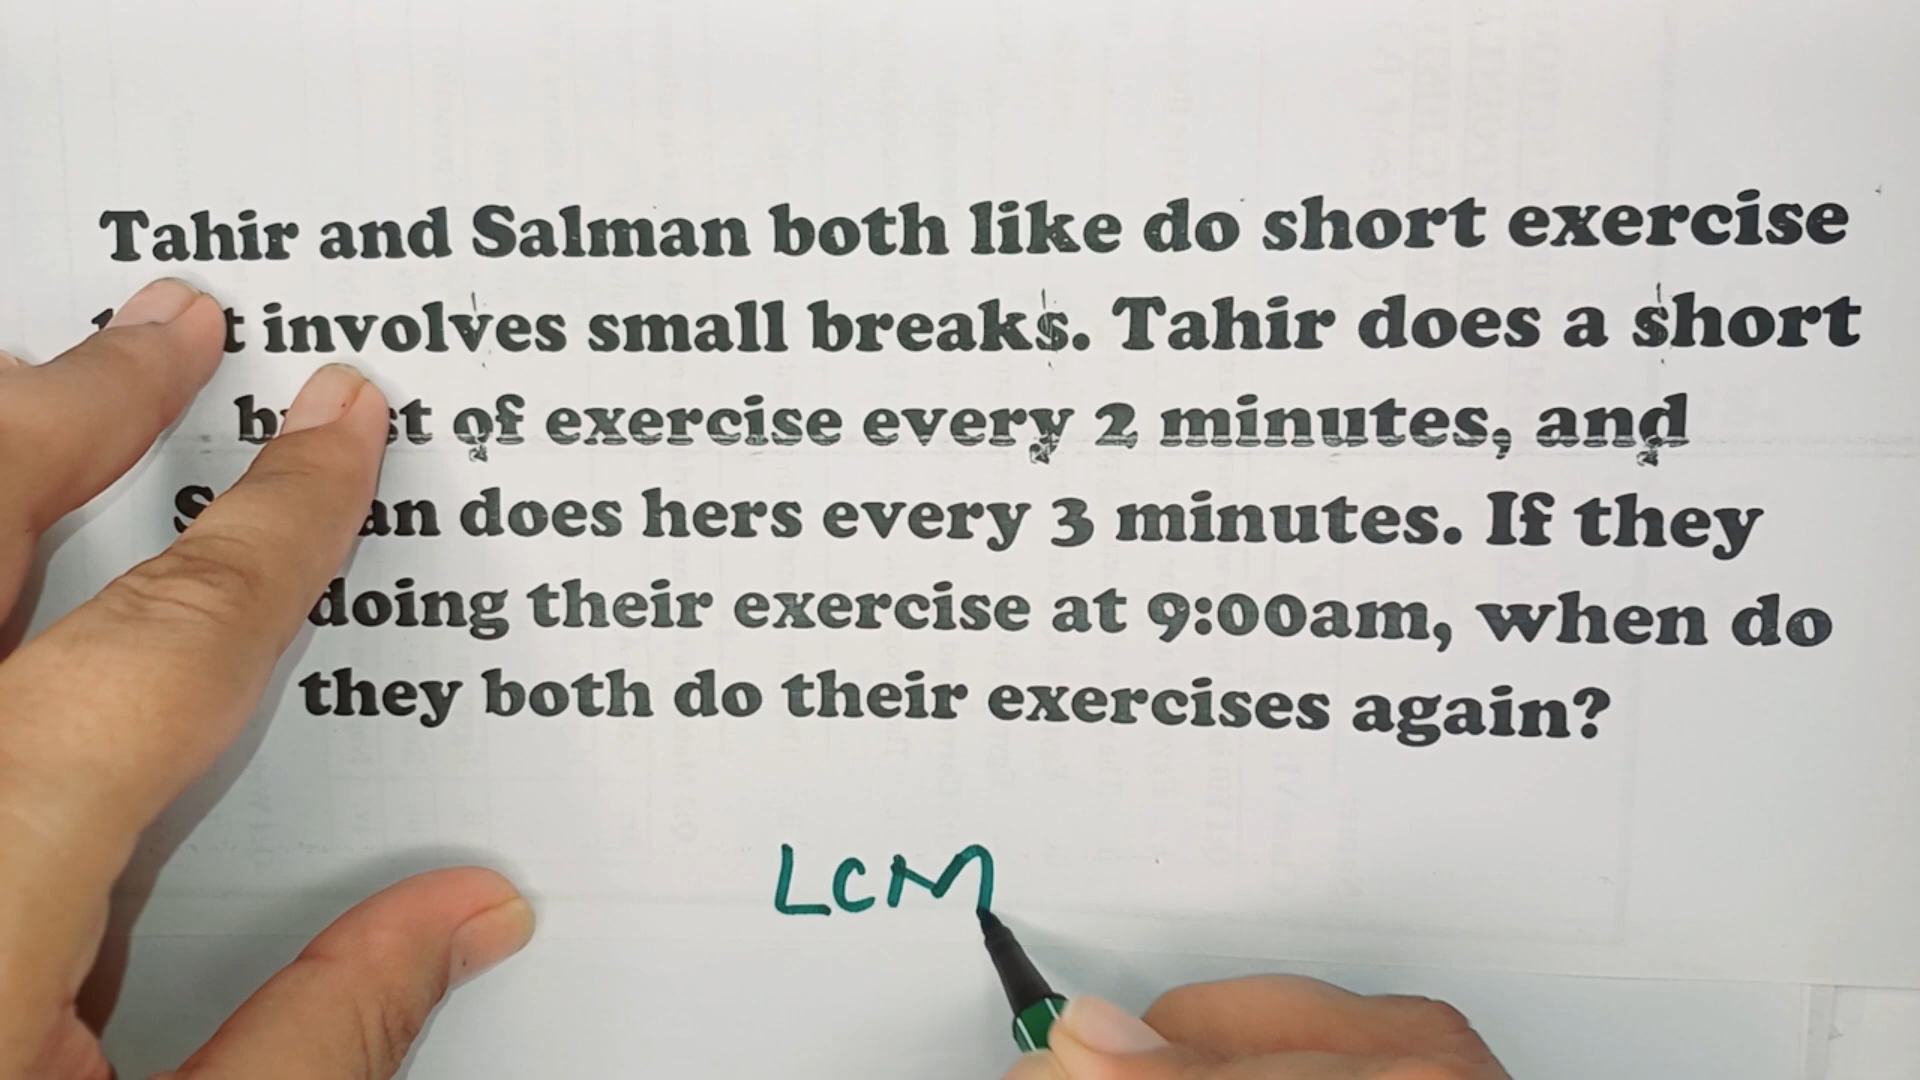 Tahir and Salman both like do short exercise
involves small breaks. Tahir does a short
of exercise every 2 minutes, and
does hers every 3 minutes. If they
doing their exercise at 9:00am, when do
they both do their exercises again?
LCM